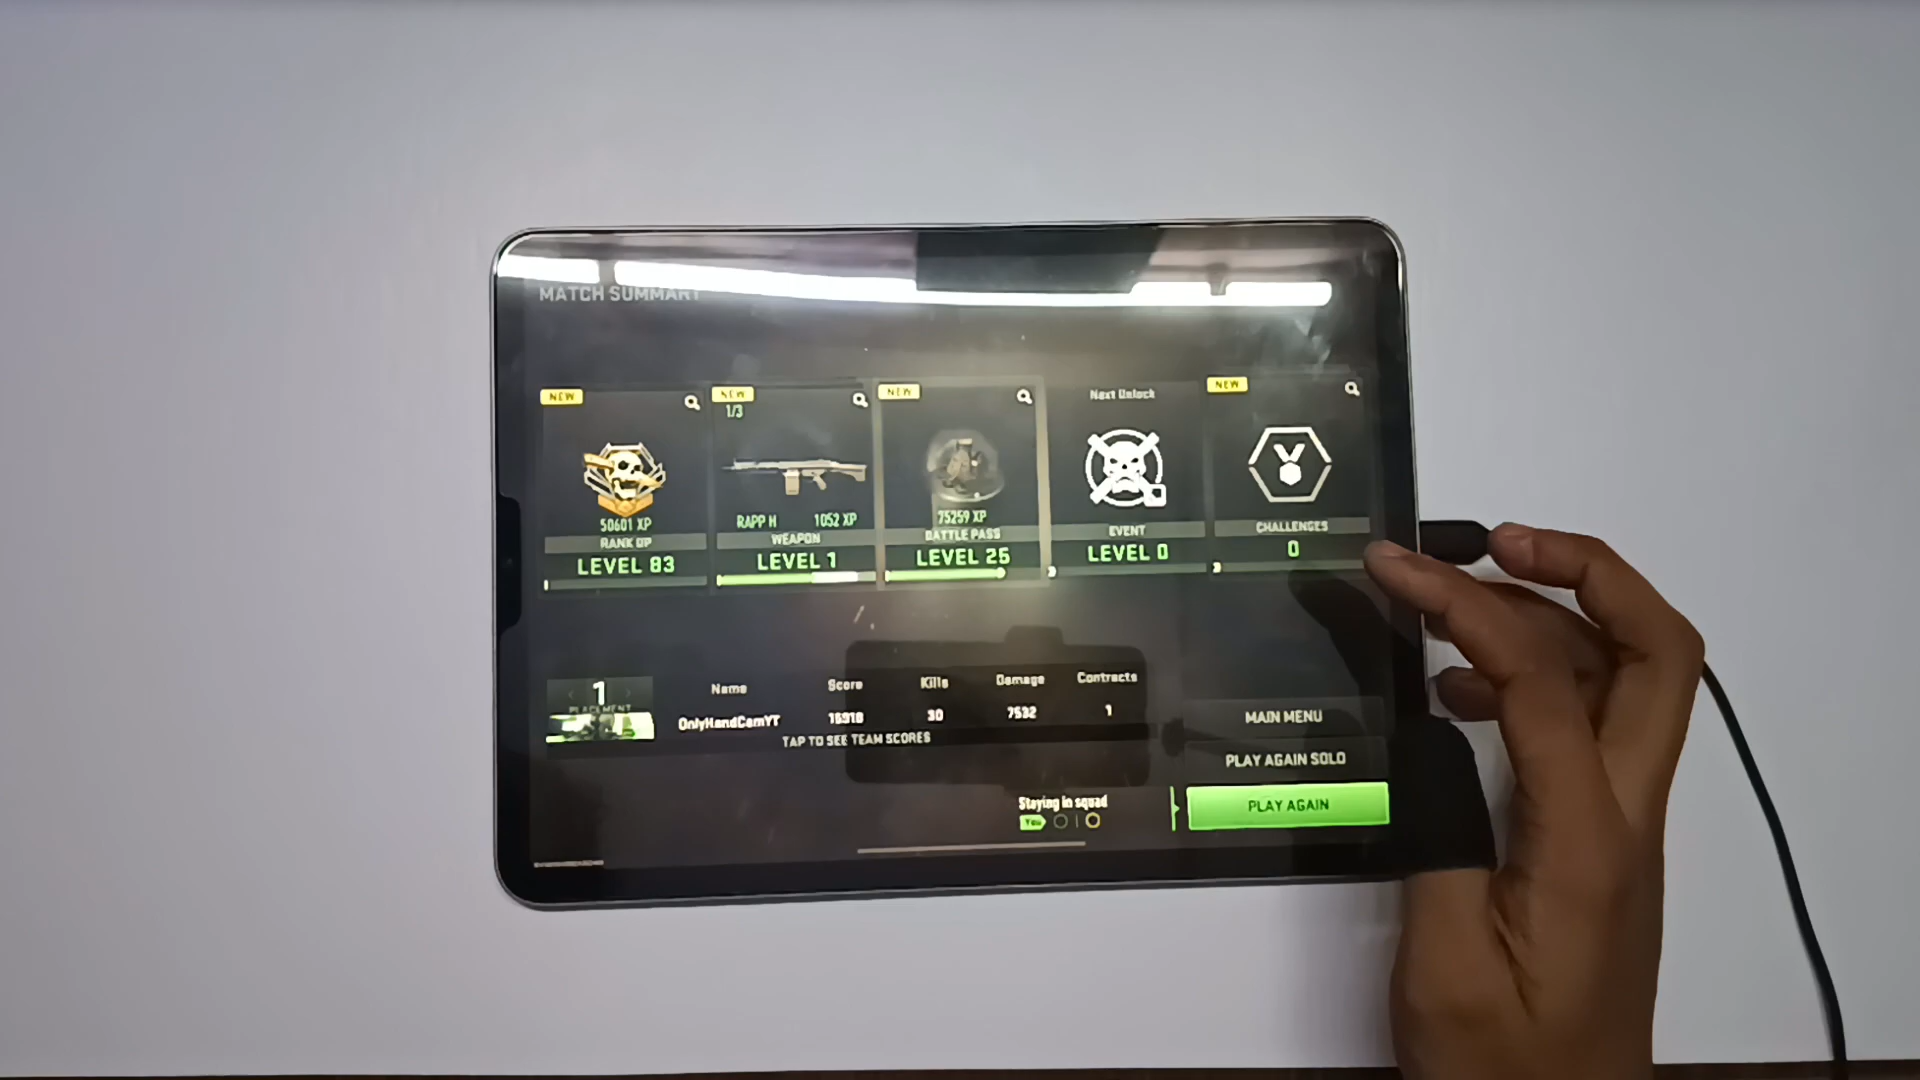 MATCH SUMMARY
NEW
50601 XP
RANK UP
LEVEL 83
NEW
1/3
RAPP H 1052 XP
WEAPON
LEVEL 1
NEW
75259 XP
BATTLE PASS
LEVEL 25
Next Unlock
EVENT
LEVEL 0
NEW
CHALLENGES
0
1
PLACEMENT
Name Score Kills Damage Contracts
OnlyHandCamYT 30 7532 1
TAP TO SEE TEAM SCORES
MAIN MENU
PLAY AGAIN SOLO
PLAY AGAIN
Staying in squad
You